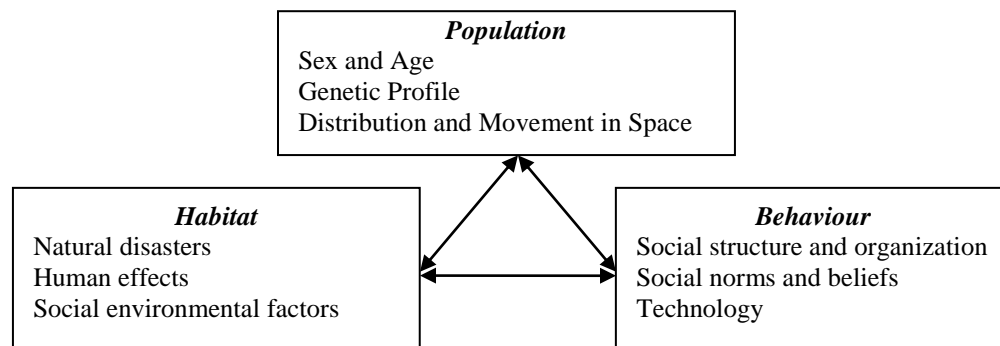 Population
Sex and Age
Genetic Profile
Distribution and Movement in Space
Habitat
Natural disasters
Human effects
Social environmental factors
Behaviour
Social structure and organization
Social norms and beliefs
Technology